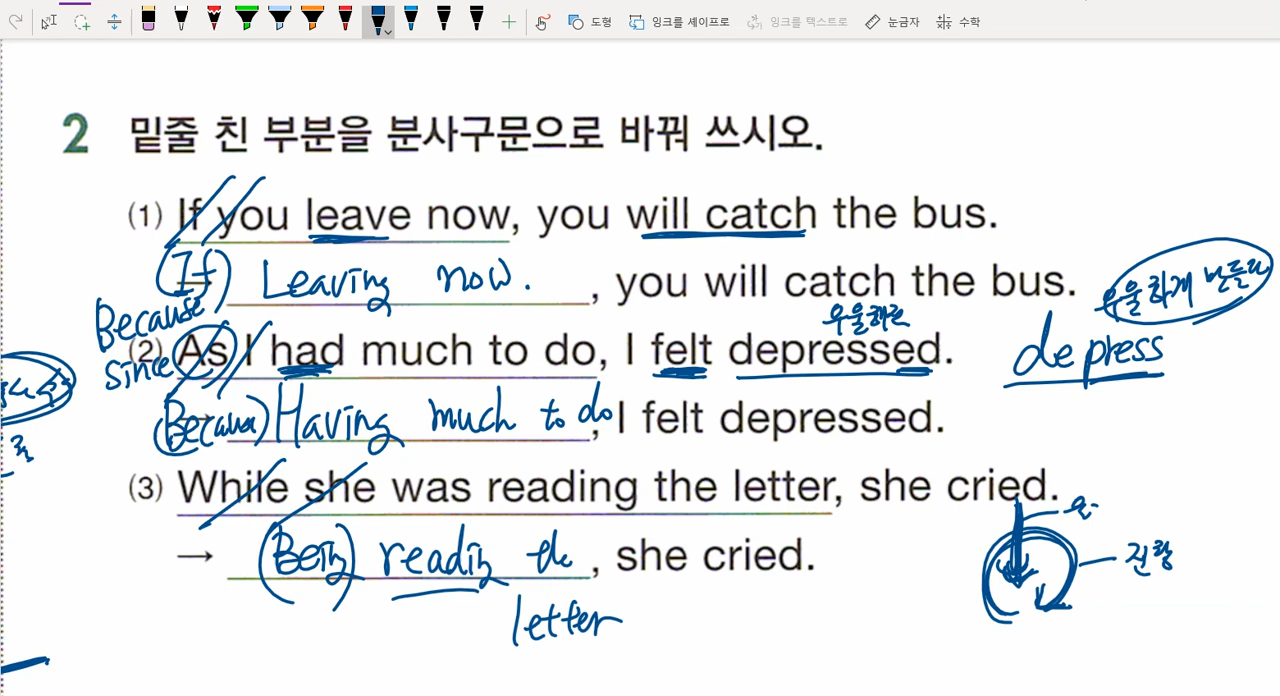 도형 잉크를 셰이프로 잉크를 텍스트로 눈금자 수학
2 밑줄 친 부분을 분사구문으로 바꿔 쓰시오.
(1) If you leave now, you will catch the bus.
(If) Leaving now. , you will catch the bus.
우울하게 만들다
Because
우울해른
(2) As I had much to do, I felt depressed. depress
since
(Because) Having much to do, I felt depressed.
(3) While she was reading the letter, she cried.
→ (Being) reading the , she cried.
letter